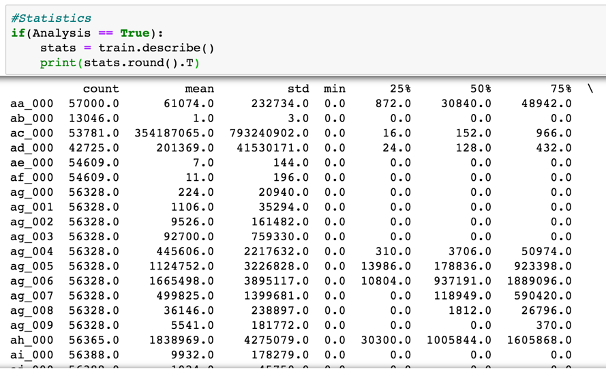 #Statistics
if(Analysis == True):
    stats = train.describe()
    print(stats.round().T)
count mean std min 25% 50% 75% \
aa_000 57000.0 61074.0 232734.0 0.0 872.0 30840.0 48942.0
ab_000 13046.0 1.0 3.0 0.0 0.0 0.0 0.0
ac_000 53781.0 354187065.0 793240902.0 0.0 16.0 152.0 966.0
ad_000 42725.0 201369.0 41530171.0 0.0 24.0 128.0 432.0
ae_000 54609.0 7.0 144.0 0.0 0.0 0.0 0.0
af_000 54609.0 11.0 196.0 0.0 0.0 0.0 0.0
ag_000 56328.0 224.0 20940.0 0.0 0.0 0.0 0.0
ag_001 56328.0 1106.0 35294.0 0.0 0.0 0.0 0.0
ag_002 56328.0 9526.0 161482.0 0.0 0.0 0.0 0.0
ag_003 56328.0 92700.0 759330.0 0.0 0.0 0.0 0.0
ag_004 56328.0 445606.0 2217632.0 0.0 310.0 3706.0 50974.0
ag_005 56328.0 1124752.0 3226828.0 0.0 13986.0 178836.0 923398.0
ag_006 56328.0 1665498.0 3895117.0 0.0 10804.0 937191.0 1889096.0
ag_007 56328.0 499825.0 1399681.0 0.0 0.0 118949.0 590420.0
ag_008 56328.0 36146.0 238897.0 0.0 0.0 1812.0 26796.0
ag_009 56328.0 5541.0 181772.0 0.0 0.0 0.0 370.0
ah_000 56365.0 1838969.0 4275079.0 0.0 30300.0 1005844.0 1605868.0
ai_000 56388.0 9932.0 178279.0 0.0 0.0 0.0 0.0